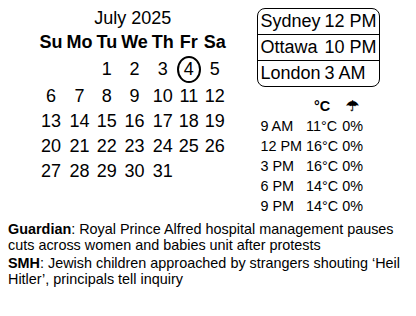 July 2025
Su Mo Tu We Th Fr Sa
1 2 3 4 5
6 7 8 9 10 11 12
13 14 15 16 17 18 19
20 21 22 23 24 25 26
27 28 29 30 31
Sydney 12 PM
Ottawa 10 PM
London 3 AM
°C ☂
9 AM 11°C 0%
12 PM 16°C 0%
3 PM 16°C 0%
6 PM 14°C 0%
9 PM 14°C 0%
Guardian: Royal Prince Alfred hospital management pauses
cuts across women and babies unit after protests
SMH: Jewish children approached by strangers shouting ‘Heil
Hitler’, principals tell inquiry